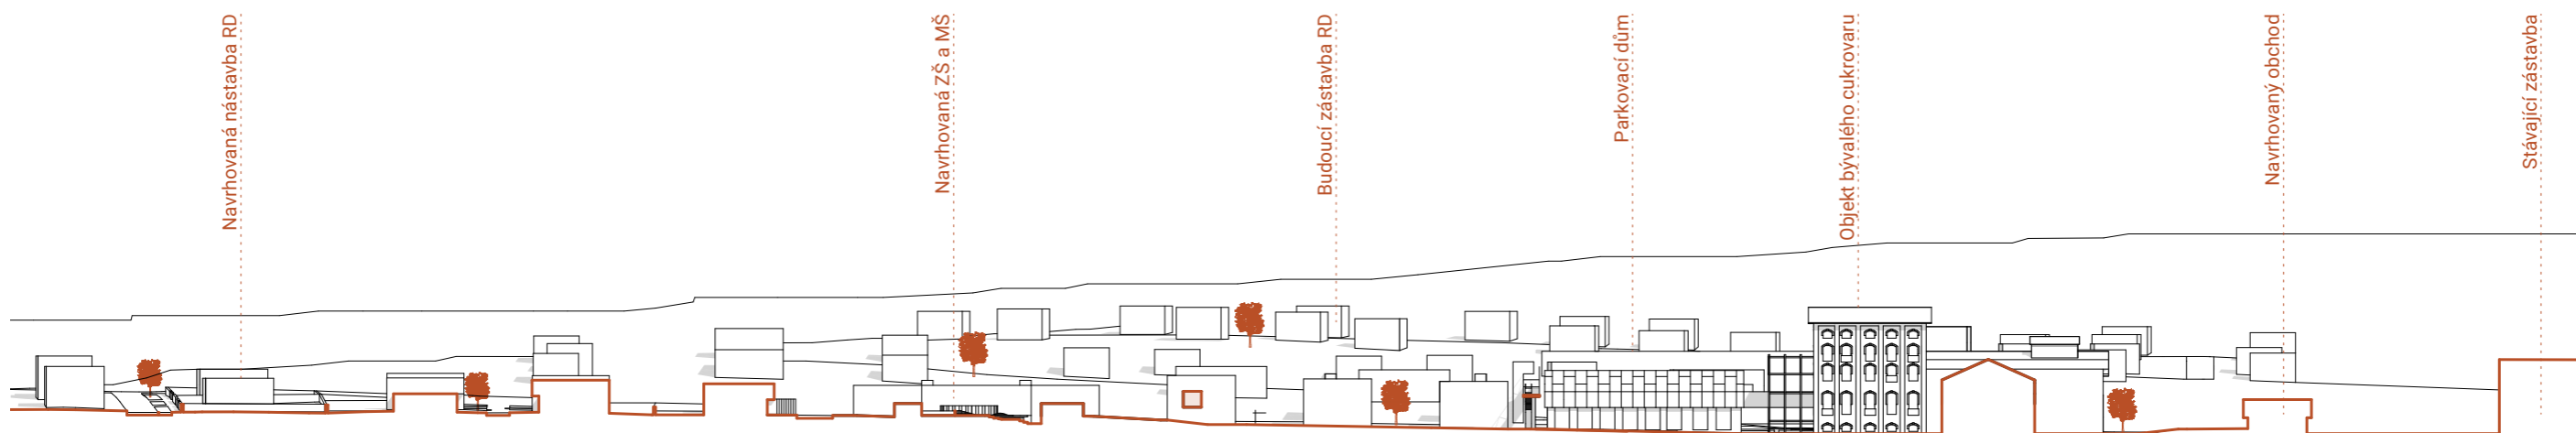 Navrhovaná nástavba RD
Navrhovaná ZŠ a MŠ
Budoucí zástavba RD
Parkovací dům
Objekt bývalého cukrovaru
Navrhovaný obchod
Stávající zástavba